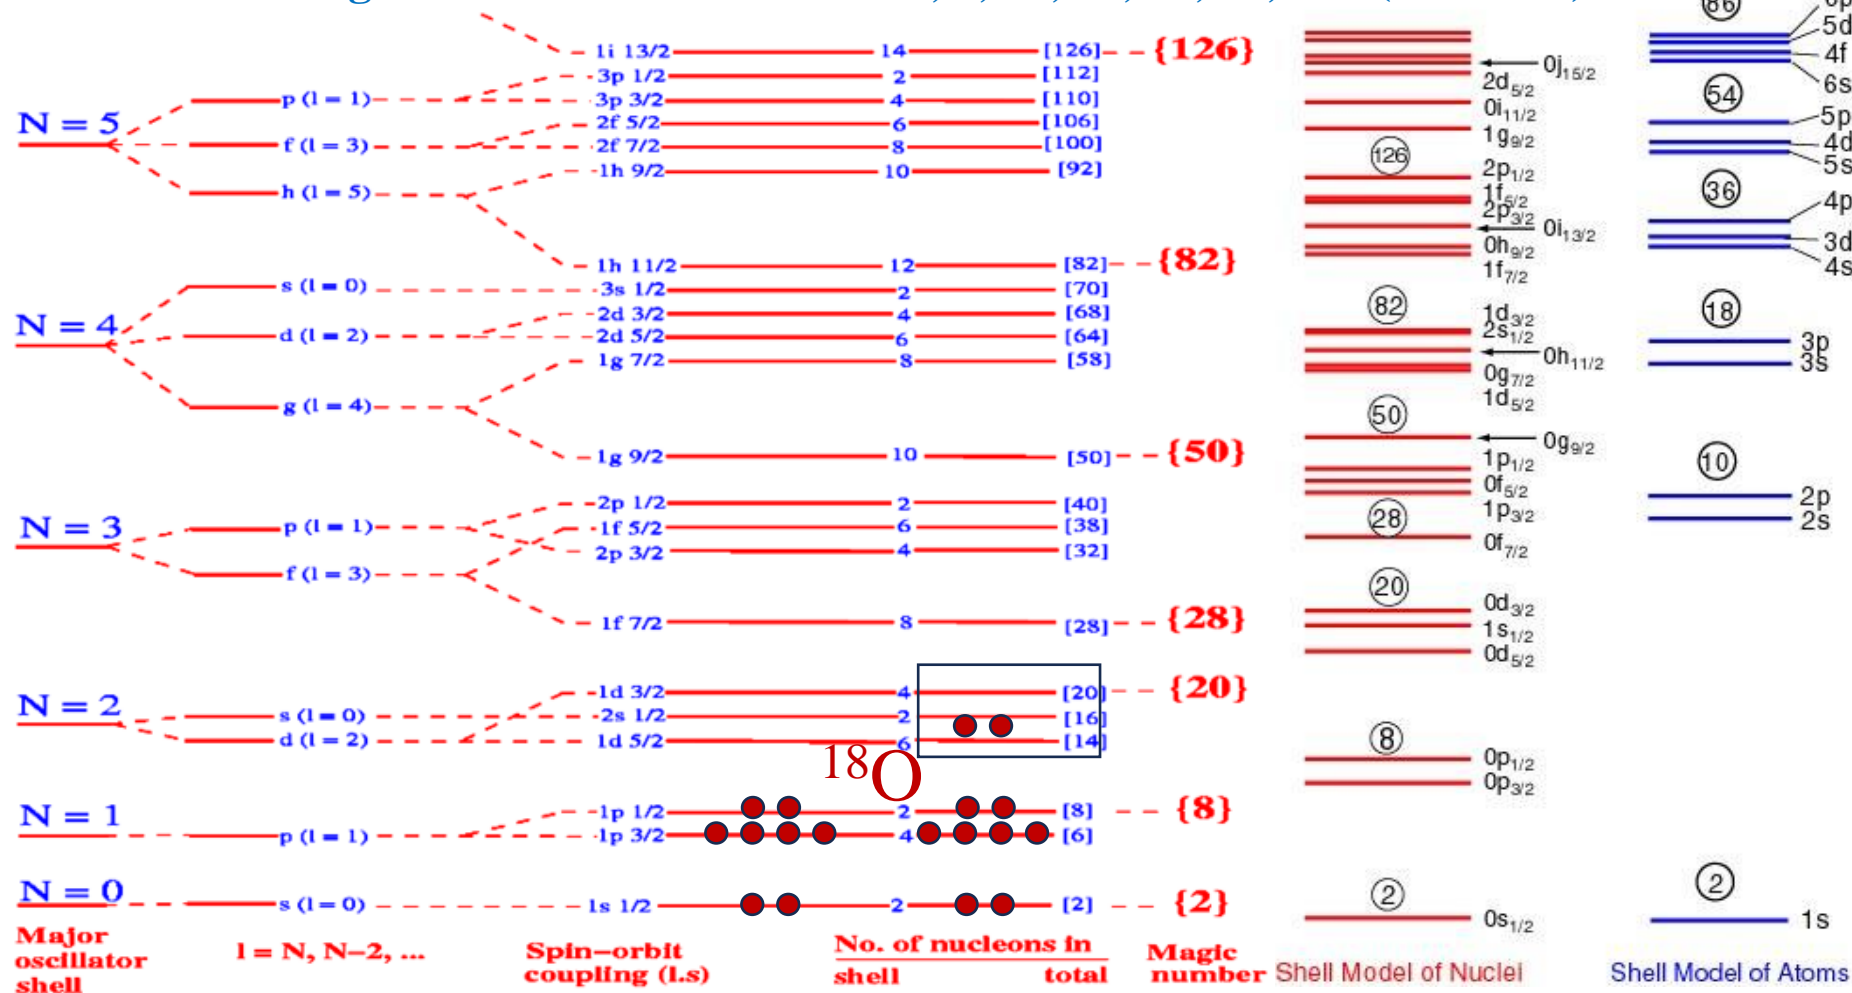 1i 13/2 14 [126] {126}
3p 1/2 2 [112]
p (l = 1) 3p 3/2 4 [110]
N = 5 2f 5/2 6 [106]
f (l = 3) 2f 7/2 8 [100]
1h 9/2 10 [92]
h (l = 5)
1h 11/2 12 [82] {82}
s (l = 0) 3s 1/2 2 [70]
N = 4 2d 3/2 4 [68]
d (l = 2) 2d 5/2 6 [64]
1g 7/2 8 [58]
g (l = 4)
1g 9/2 10 [50] {50}
2p 1/2 2 [40]
N = 3 p (l = 1) 1f 5/2 6 [38]
2p 3/2 4 [32]
f (l = 3)
1f 7/2 8 [28] {28}
1d 3/2 4 [20] {20}
N = 2 s (l = 0) 2s 1/2 2 [16]
d (l = 2) 1d 5/2 6 [14]
18O
N = 1 1p 1/2 2 [8] {8}
p (l = 1) 1p 3/2 4 [6]
N = 0 s (l = 0) 1s 1/2 2 [2] {2}
Major
oscillator
shell
l = N, N−2, ...
Spin−orbit
coupling (l.s)
No. of nucleons in
shell total
Magic
number
0j15/2
2d5/2
0i11/2
1g9/2
126
2p1/2
1f5/2
2p3/2
0i13/2
0h9/2
1f7/2
82
1d3/2
2s1/2
0h11/2
0g7/2
1d5/2
50
0g9/2
1p1/2
0f5/2
1p3/2
28
0f7/2
20
0d3/2
1s1/2
0d5/2
8
0p1/2
0p3/2
2
0s1/2
Shell Model of Nuclei
86
5d
4f
6s
54
5p
4d
5s
36
4p
3d
4s
18
3p
3s
10
2p
2s
2
1s
Shell Model of Atoms